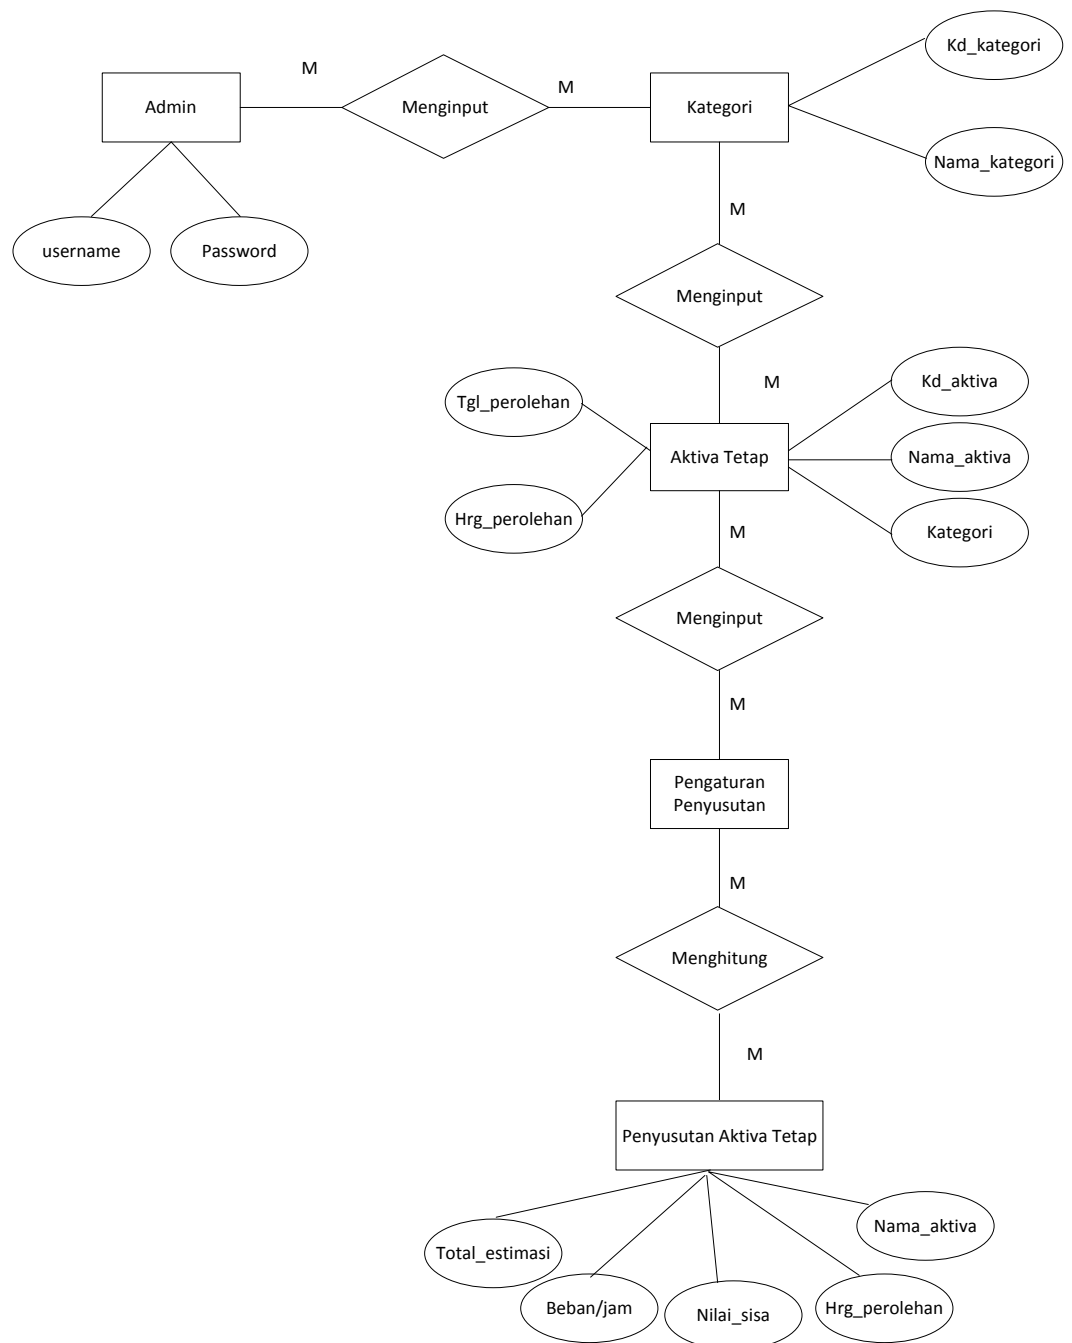 Kd_kategori
M
M
Admin
Menginput
Kategori
Nama_kategori
username
Password
M
Menginput
M
Kd_aktiva
Tgl_perolehan
Aktiva Tetap
Nama_aktiva
Hrg_perolehan
Kategori
M
Menginput
M
Pengaturan
Penyusutan
M
Menghitung
M
Penyusutan Aktiva Tetap
Nama_aktiva
Total_estimasi
Beban/jam
Nilai_sisa
Hrg_perolehan